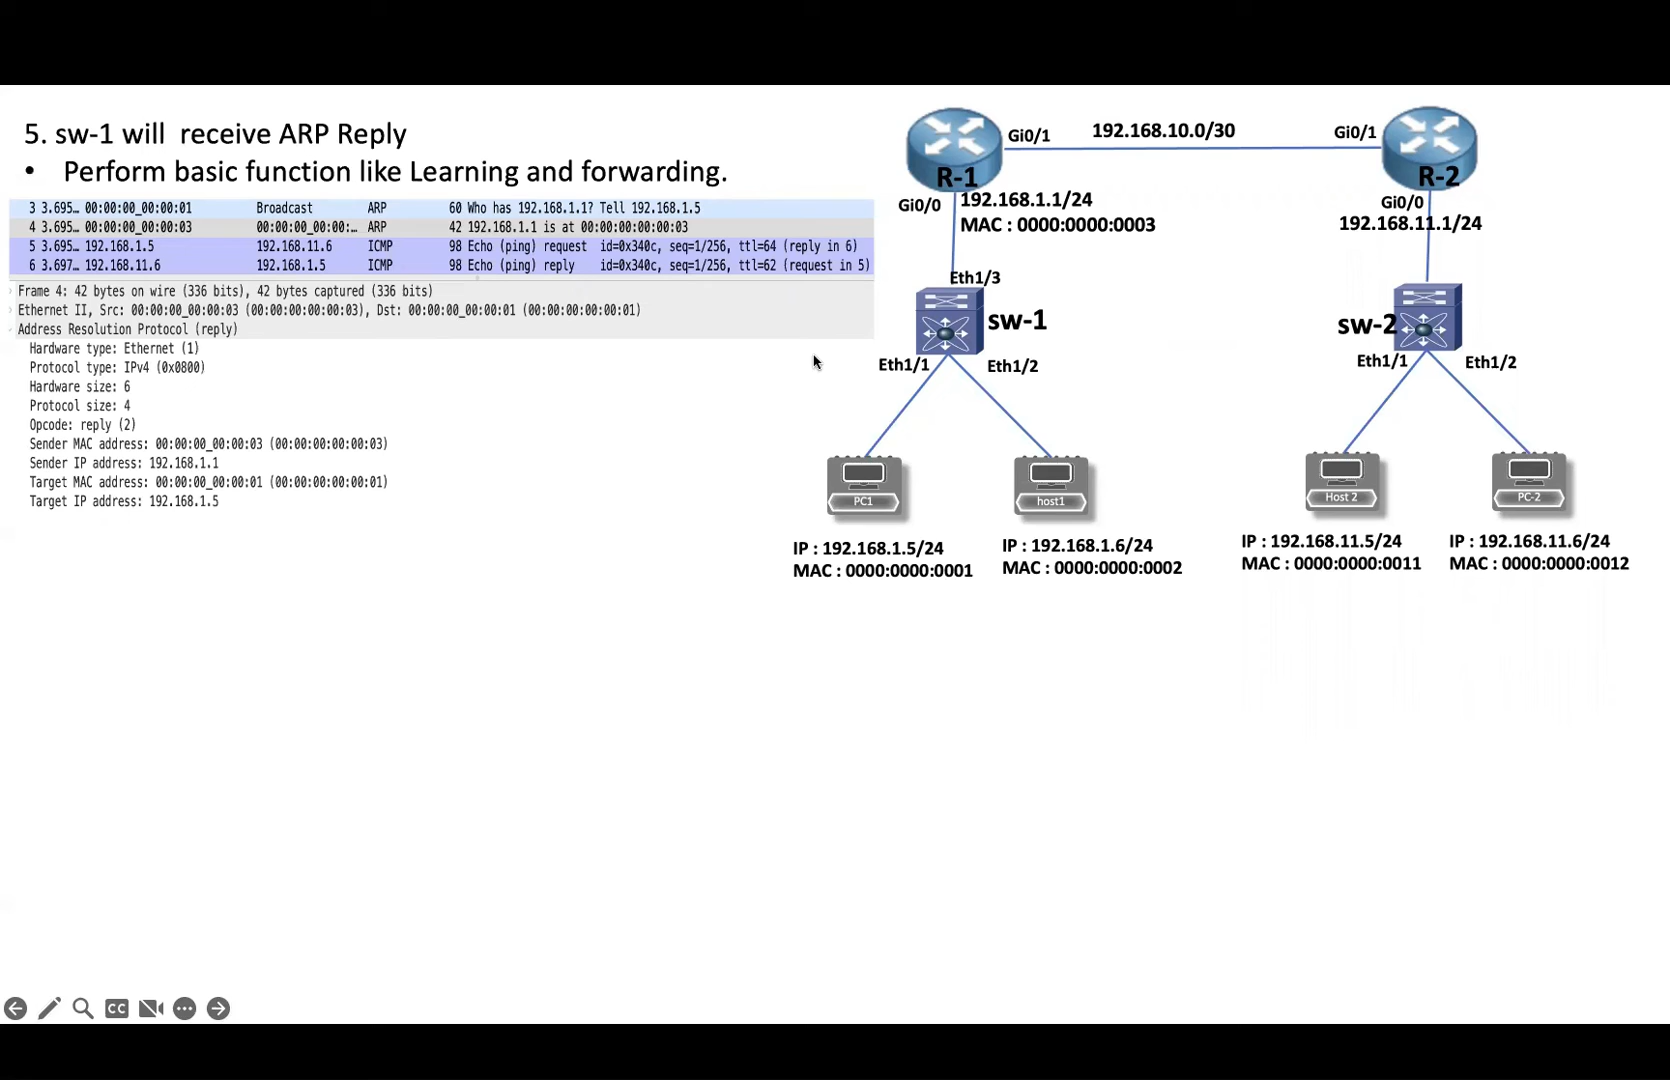 5. sw-1 will  receive ARP Reply
•   Perform basic function like Learning and forwarding.
3 3.695… 00:00:00_00:00:01 Broadcast ARP 60 Who has 192.168.1.1? Tell 192.168.1.5
4 3.695… 00:00:00_00:00:03 00:00:00_00:00:… ARP 42 192.168.1.1 is at 00:00:00:00:00:03
5 3.695… 192.168.1.5 192.168.11.6 ICMP 98 Echo (ping) request id=0x340c, seq=1/256, ttl=64 (reply in 6)
6 3.697… 192.168.11.6 192.168.1.5 ICMP 98 Echo (ping) reply id=0x340c, seq=1/256, ttl=62 (request in 5)
Frame 4: 42 bytes on wire (336 bits), 42 bytes captured (336 bits)
Ethernet II, Src: 00:00:00_00:00:03 (00:00:00:00:00:03), Dst: 00:00:00_00:00:01 (00:00:00:00:00:01)
Address Resolution Protocol (reply)
Hardware type: Ethernet (1)
Protocol type: IPv4 (0x0800)
Hardware size: 6
Protocol size: 4
Opcode: reply (2)
Sender MAC address: 00:00:00_00:00:03 (00:00:00:00:00:03)
Sender IP address: 192.168.1.1
Target MAC address: 00:00:00_00:00:01 (00:00:00:00:00:01)
Target IP address: 192.168.1.5
Gi0/1
192.168.10.0/30
Gi0/1
R-1
R-2
Gi0/0
192.168.1.1/24
MAC : 0000:0000:0003
Gi0/0
192.168.11.1/24
Eth1/3
sw-1
sw-2
Eth1/1
Eth1/2
Eth1/1
Eth1/2
PC1
host1
Host 2
PC-2
IP : 192.168.1.5/24
MAC : 0000:0000:0001
IP : 192.168.1.6/24
MAC : 0000:0000:0002
IP : 192.168.11.5/24
MAC : 0000:0000:0011
IP : 192.168.11.6/24
MAC : 0000:0000:0012
CC